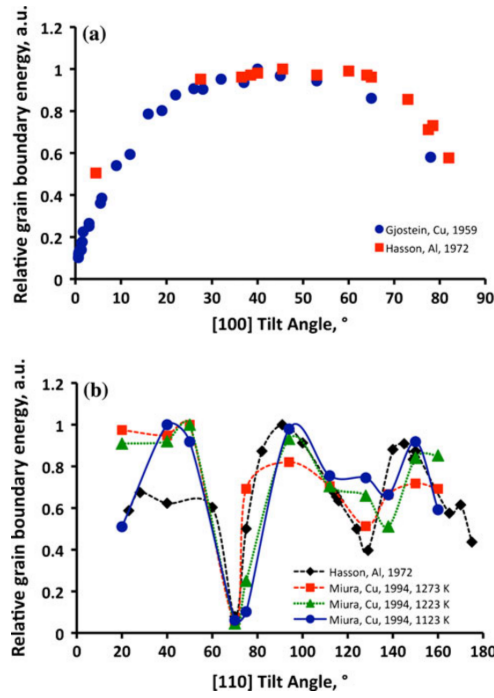 (a)
Relative grain boundary energy, a.u.
1.2
1
0.8
0.6
0.4
0.2
0
0 10 20 30 40 50 60 70 80 90
[100] Tilt Angle, °
Gjostein, Cu, 1959
Hasson, Al, 1972
(b)
Relative grain boundary energy, a.u.
1.2
1
0.8
0.6
0.4
0.2
0
0 20 40 60 80 100 120 140 160 180
[110] Tilt Angle, °
Hasson, Al, 1972
Miura, Cu, 1994, 1273 K
Miura, Cu, 1994, 1223 K
Miura, Cu, 1994, 1123 K